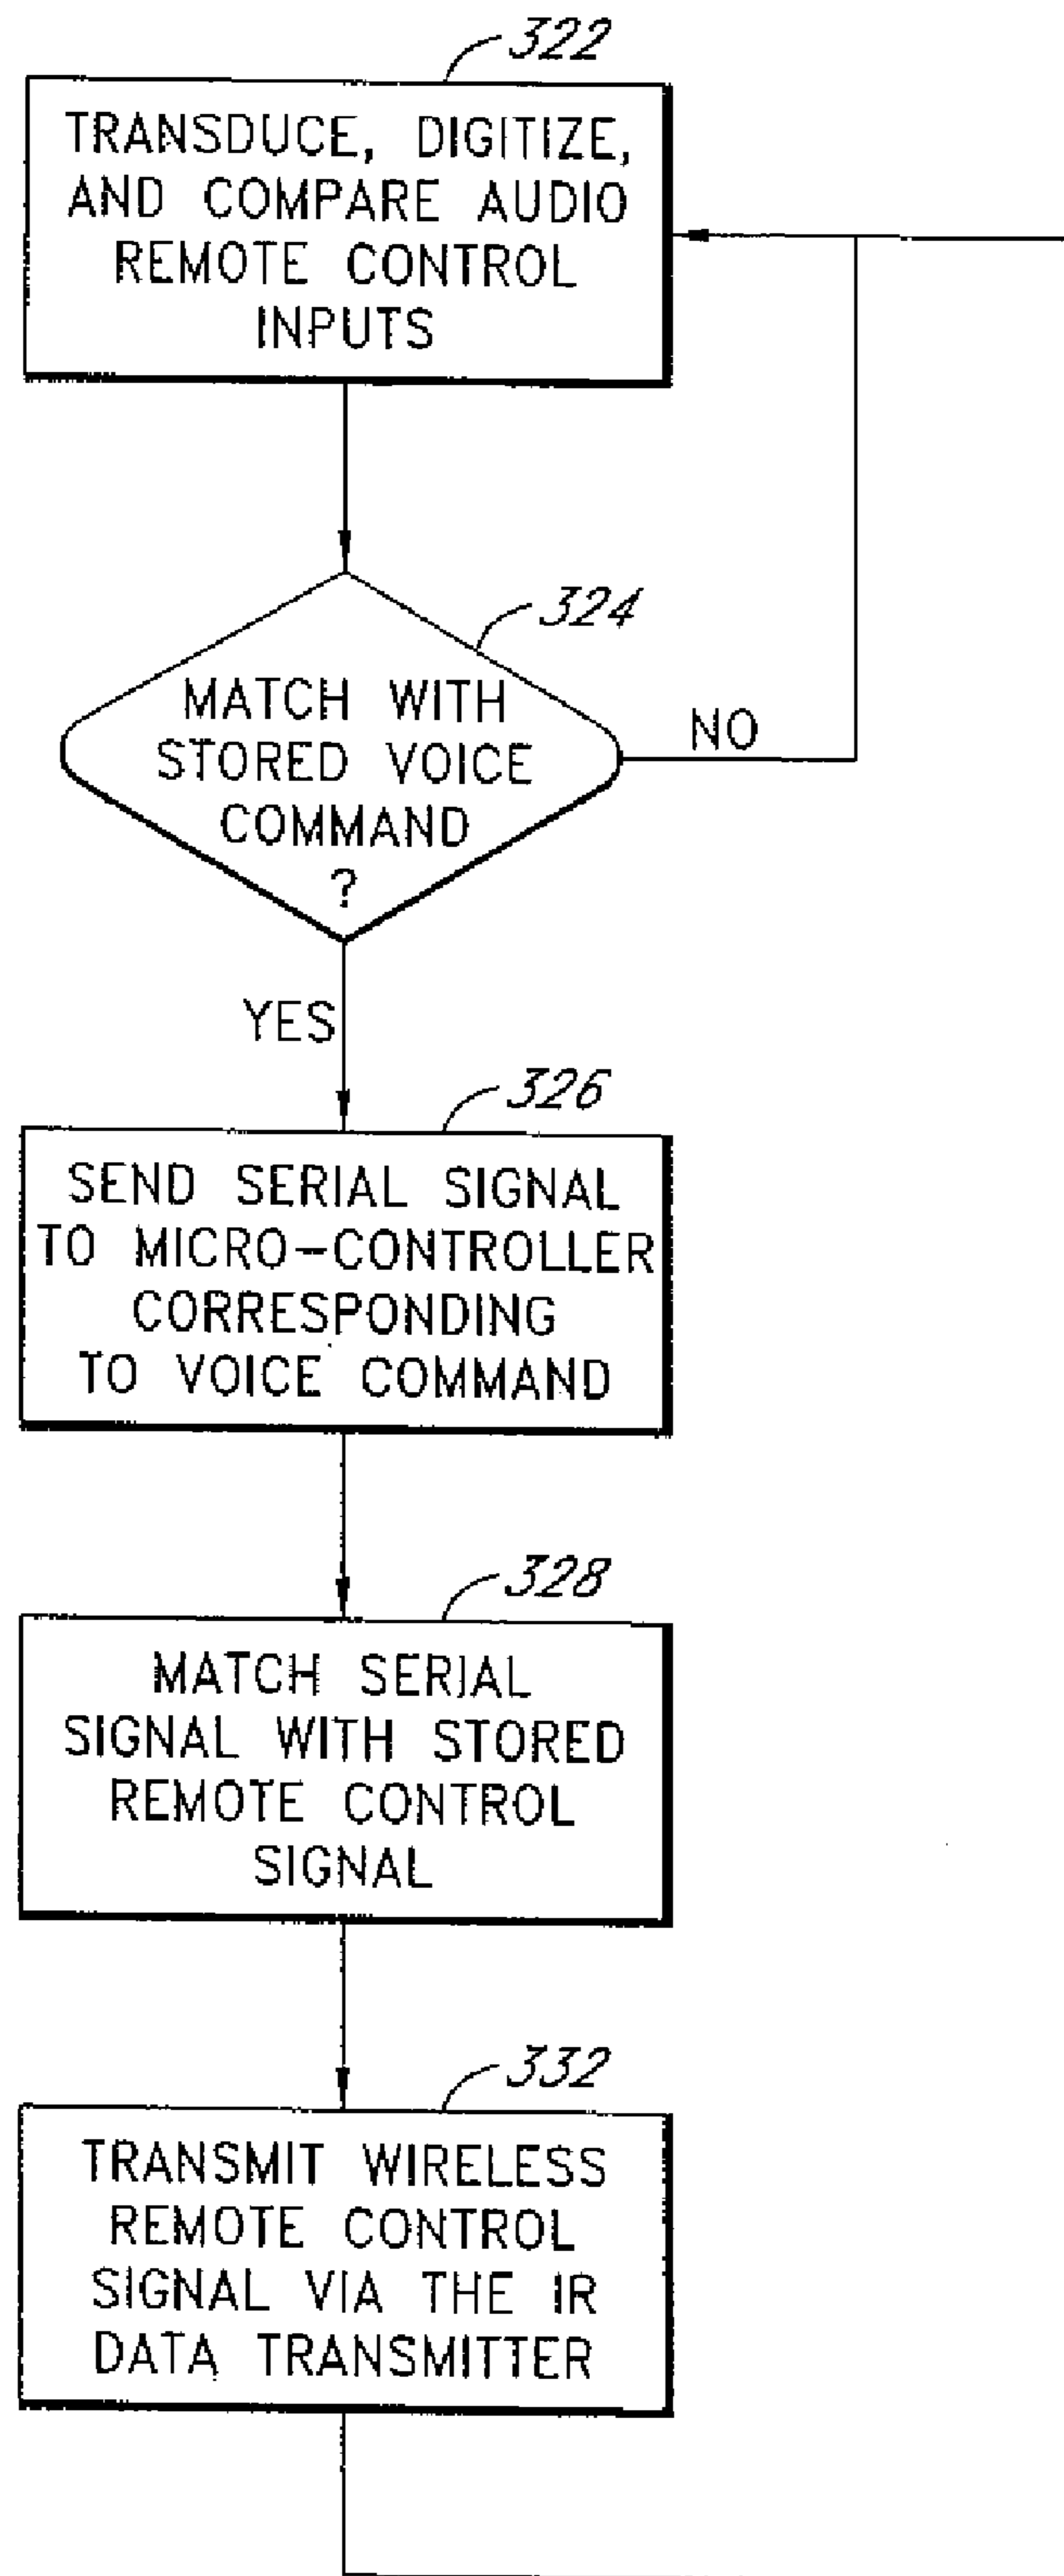 322
TRANSDUCE, DIGITIZE,
AND COMPARE AUDIO
REMOTE CONTROL
INPUTS
324
MATCH WITH
STORED VOICE
COMMAND
?
NO
YES
326
SEND SERIAL SIGNAL
TO MICRO-CONTROLLER
CORRESPONDING
TO VOICE COMMAND
328
MATCH SERIAL
SIGNAL WITH STORED
REMOTE CONTROL
SIGNAL
332
TRANSMIT WIRELESS
REMOTE CONTROL
SIGNAL VIA THE IR
DATA TRANSMITTER